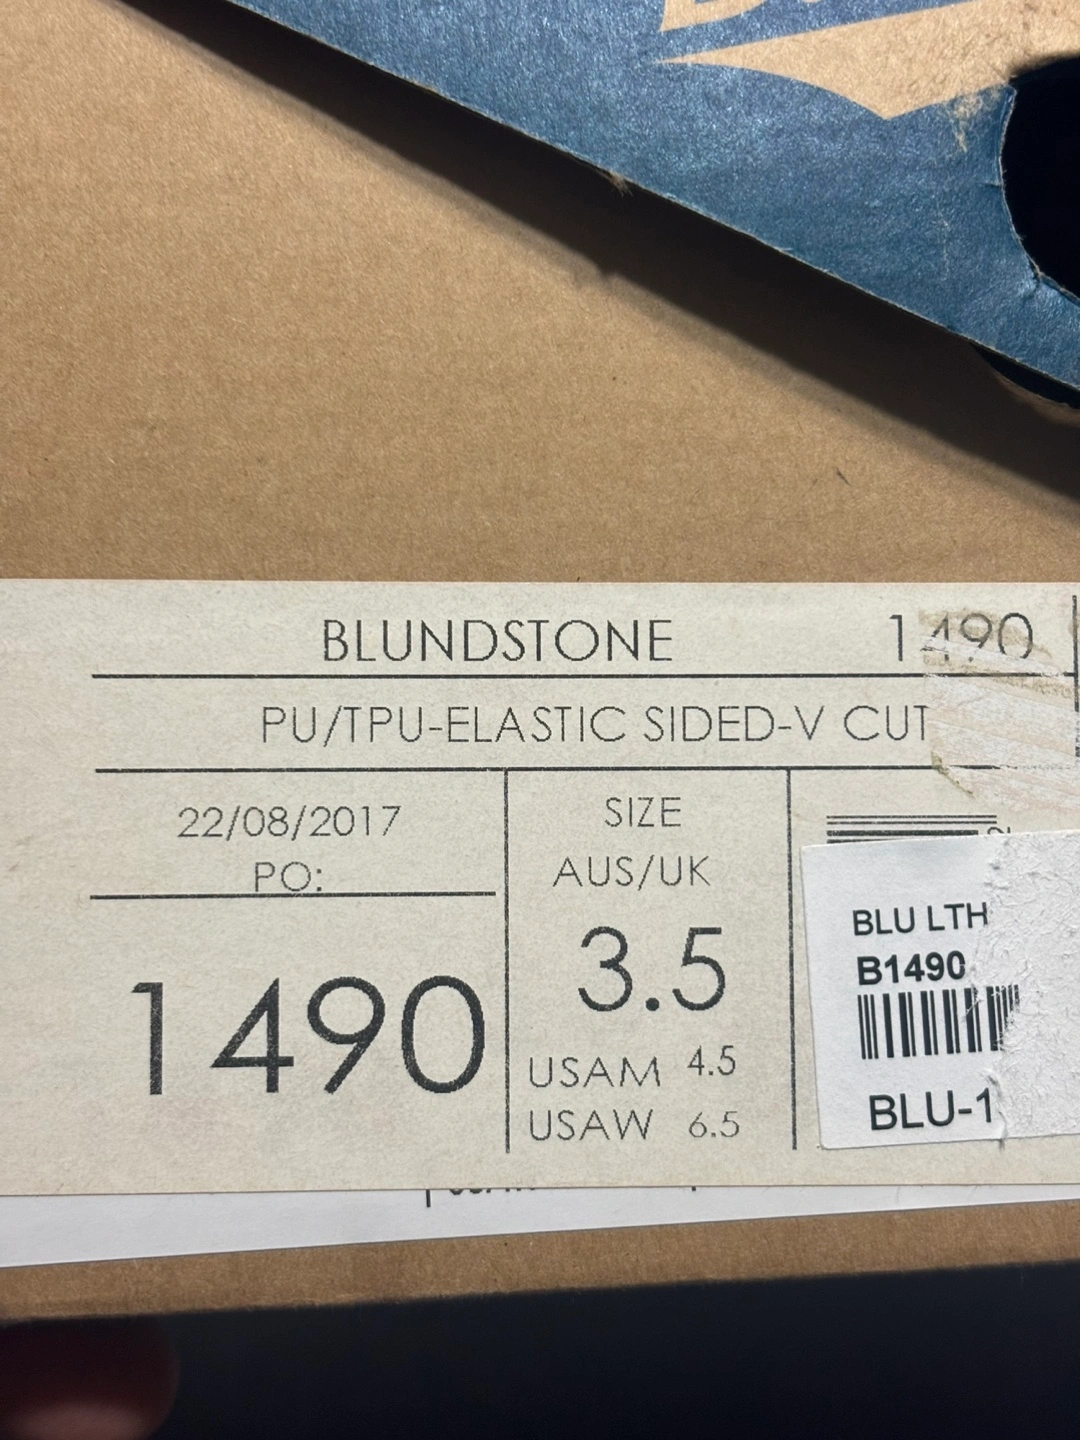 BLUNDSTONE 1490
PU/TPU-ELASTIC SIDED-V CUT
22/08/2017
PO:
1490
SIZE
AUS/UK
3.5
USAM 4.5
USAW 6.5
BLU LTH
B1490
BLU-1